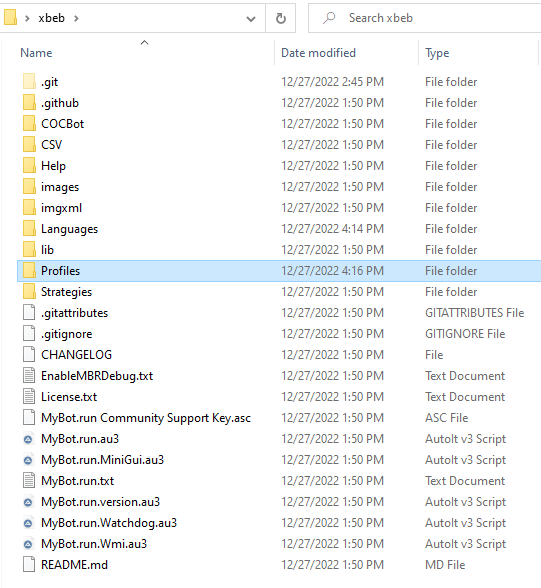 xbeb
Search xbeb
Name Date modified Type
.git 12/27/2022 2:45 PM File folder
.github 12/27/2022 1:50 PM File folder
COCBot 12/27/2022 1:50 PM File folder
CSV 12/27/2022 1:50 PM File folder
Help 12/27/2022 1:50 PM File folder
images 12/27/2022 1:50 PM File folder
imgxml 12/27/2022 1:50 PM File folder
Languages 12/27/2022 4:14 PM File folder
lib 12/27/2022 1:50 PM File folder
Profiles 12/27/2022 4:16 PM File folder
Strategies 12/27/2022 1:50 PM File folder
.gitattributes 12/27/2022 1:50 PM GITATTRIBUTES File
.gitignore 12/27/2022 1:50 PM GITIGNORE File
CHANGELOG 12/27/2022 1:50 PM File
EnableMBRDebug.txt 12/27/2022 1:50 PM Text Document
License.txt 12/27/2022 1:50 PM Text Document
MyBot.run Community Support Key.asc 12/27/2022 1:50 PM ASC File
MyBot.run.au3 12/27/2022 1:50 PM AutoIt v3 Script
MyBot.run.MiniGui.au3 12/27/2022 1:50 PM AutoIt v3 Script
MyBot.run.txt 12/27/2022 1:50 PM Text Document
MyBot.run.version.au3 12/27/2022 1:50 PM AutoIt v3 Script
MyBot.run.Watchdog.au3 12/27/2022 1:50 PM AutoIt v3 Script
MyBot.run.Wmi.au3 12/27/2022 1:50 PM AutoIt v3 Script
README.md 12/27/2022 1:50 PM MD File